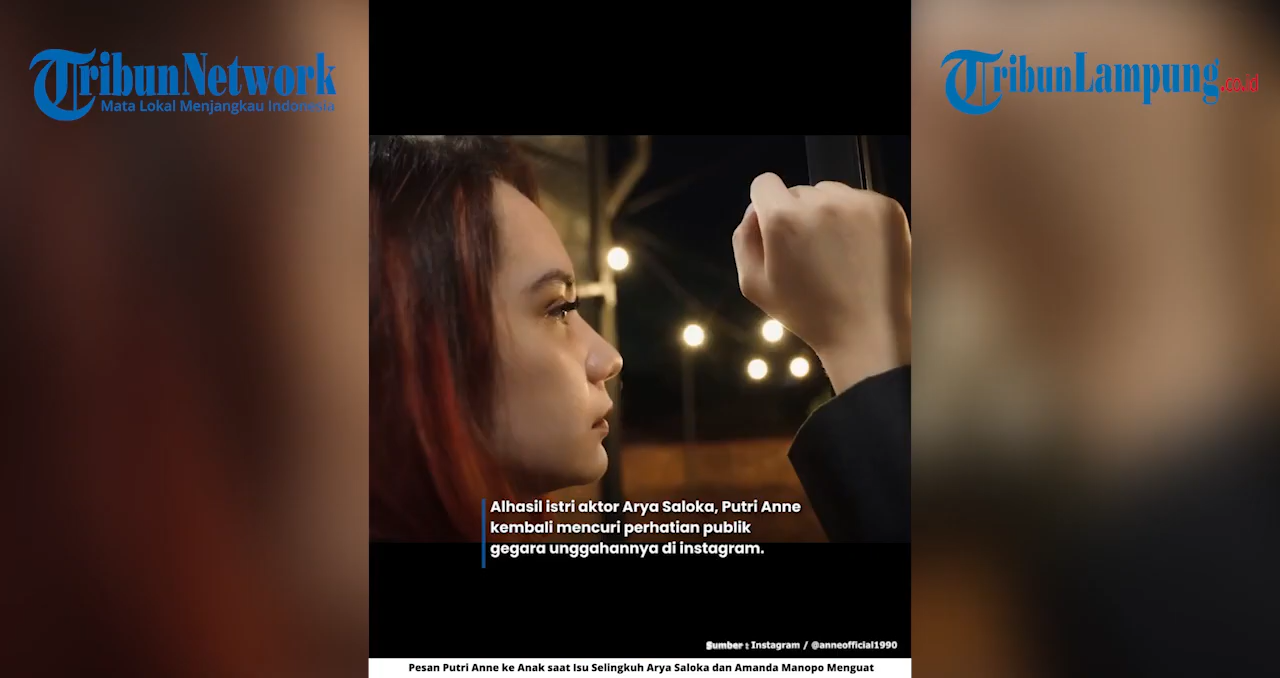 TribunNetwork
Mata Lokal Menjangkau Indonesia
TribunLampung.co.id
Alhasil istri aktor Arya Saloka, Putri Anne
kembali mencuri perhatian publik
gegara unggahannya di instagram.
Sumber : Instagram / @anneofficial1990
Pesan Putri Anne ke Anak saat Isu Selingkuh Arya Saloka dan Amanda Manopo Menguat